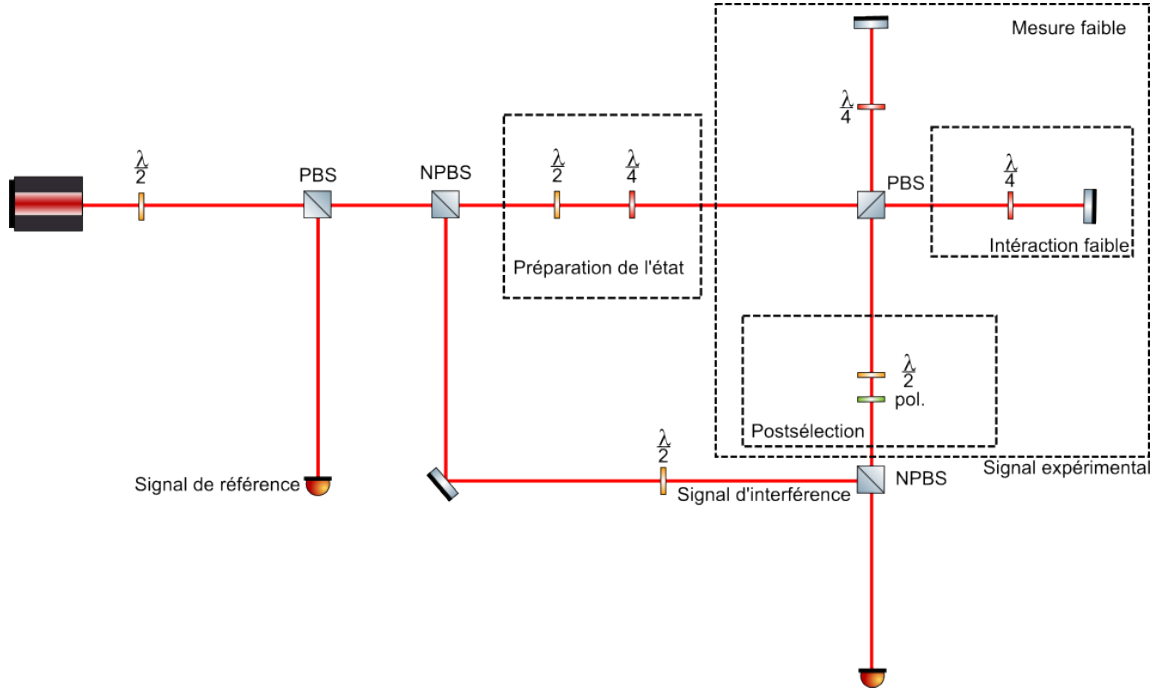 Mesure faible
λ/4
λ/2
PBS
NPBS
λ/2
λ/4
PBS
λ/4
Préparation de l'état
Intéraction faible
λ/2
pol.
Postsélection
λ/2
Signal expérimental
Signal de référence
Signal d'interférence
NPBS